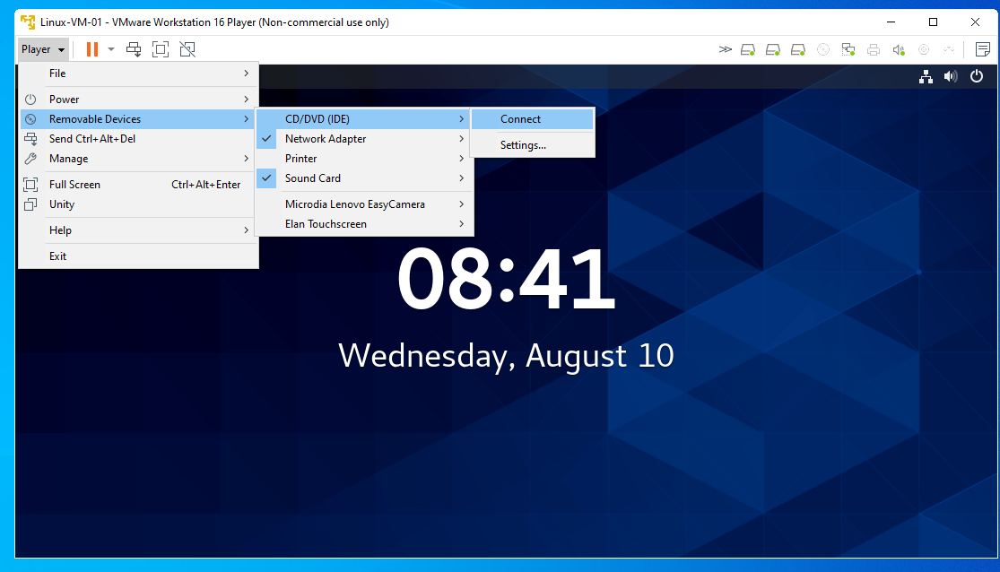 Linux-VM-01 - VMware Workstation 16 Player (Non-commercial use only)
Player
File
Power
Removable Devices
Send Ctrl+Alt+Del
Manage
Full Screen Ctrl+Alt+Enter
Unity
Help
Exit
CD/DVD (IDE)
Network Adapter
Printer
Sound Card
Microdia Lenovo EasyCamera
Elan Touchscreen
Connect
Settings...
08:41
Wednesday, August 10